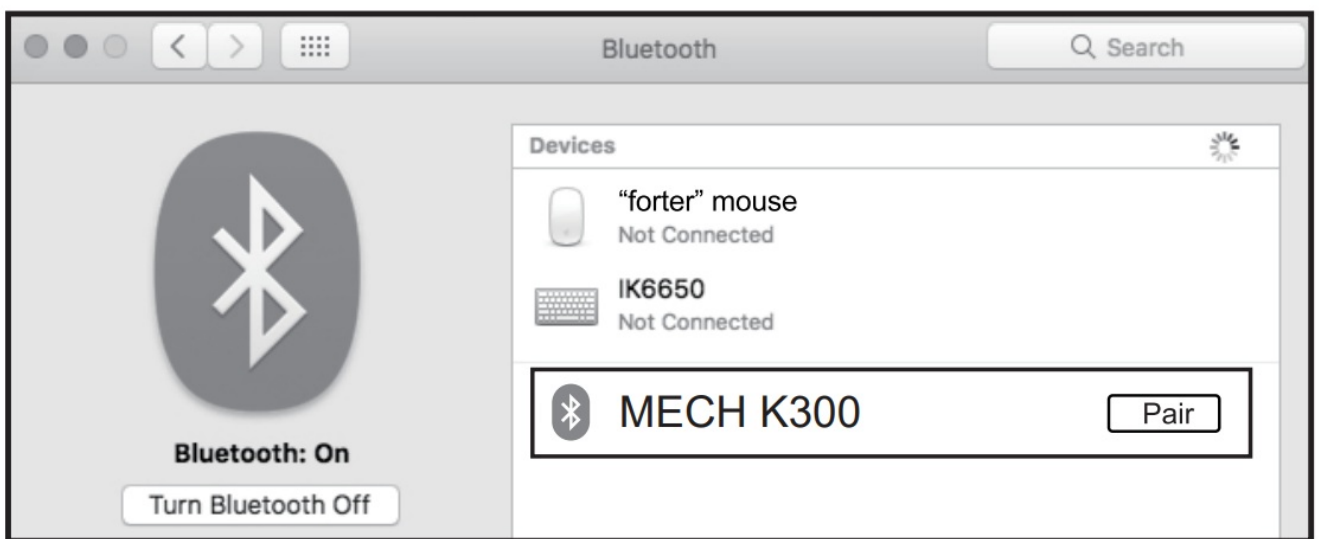 Bluetooth
Search
Devices
“forter” mouse
Not Connected
IK6650
Not Connected
MECH K300
Pair
Bluetooth: On
Turn Bluetooth Off